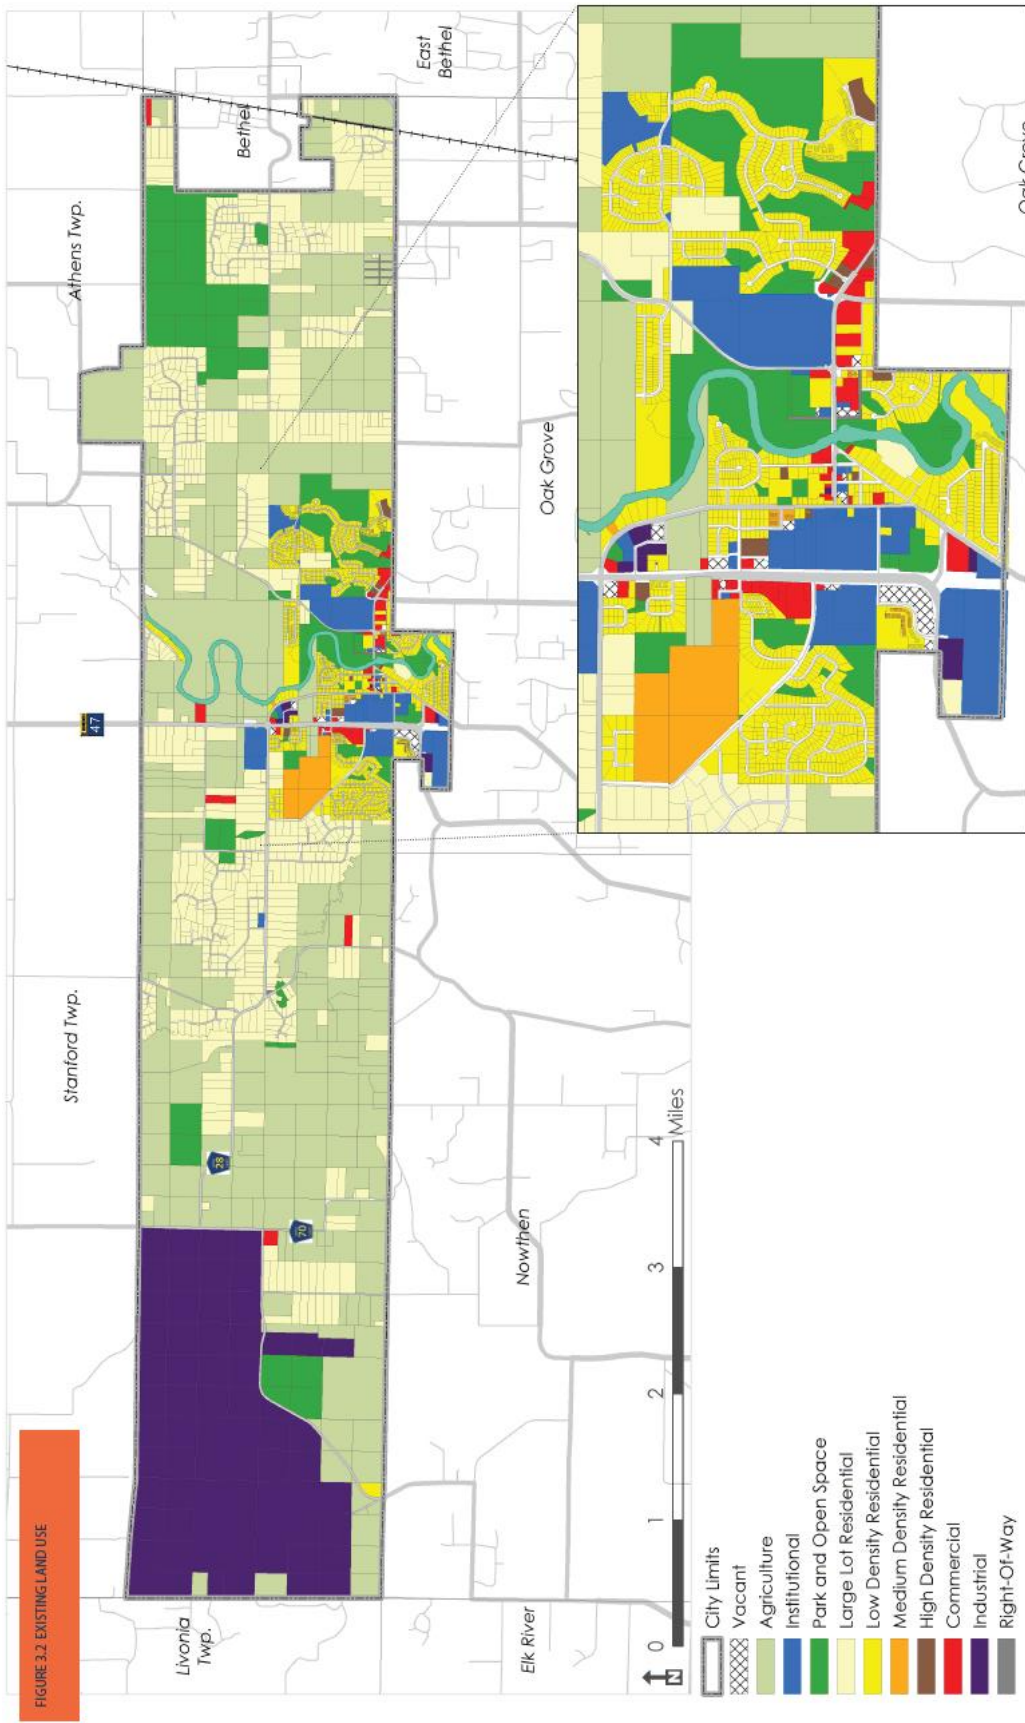 FIGURE 3.2 EXISTING LAND USE
Livonia
Twp.
Stanford Twp.
47
Athens Twp.
Bethel
East
Bethel
28
70
Elk River
Nowthen
Oak Grove
Oak Grove
N
0 1 2 3 4
Miles
City Limits
Vacant
Agriculture
Institutional
Park and Open Space
Large Lot Residential
Low Density Residential
Medium Density Residential
High Density Residential
Commercial
Industrial
Right-Of-Way